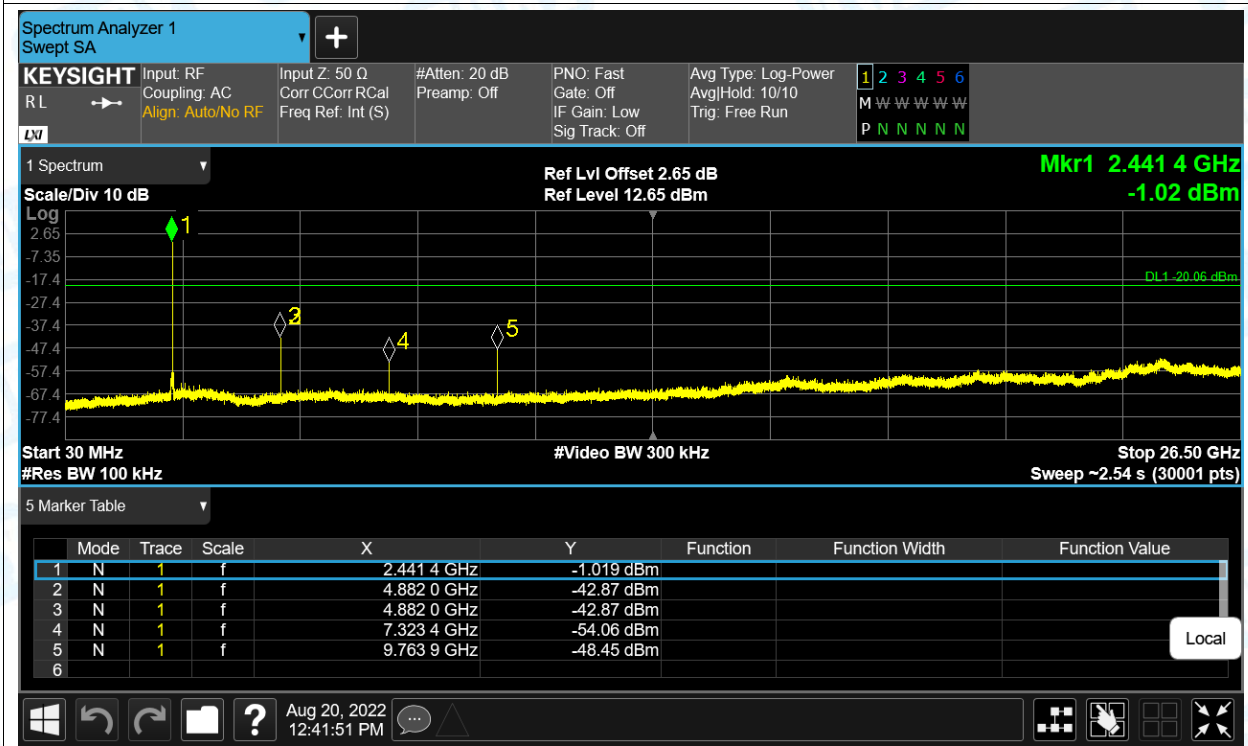 Spectrum Analyzer 1
Swept SA
KEYSIGHT
R L
LXI
Input: RF
Coupling: AC
Align: Auto/No RF
Input Z: 50 Ω
Corr CCorr RCal
Freq Ref: Int (S)
#Atten: 20 dB
Preamp: Off
PNO: Fast
Gate: Off
IF Gain: Low
Sig Track: Off
Avg Type: Log-Power
Avg|Hold: 10/10
Trig: Free Run
1 2 3 4 5 6
M W W W W W
P N N N N N
1 Spectrum
Scale/Div 10 dB
Ref Lvl Offset 2.65 dB
Ref Level 12.65 dBm
Mkr1 2.441 4 GHz
-1.02 dBm
Log
2.65
-7.35
-17.4
-27.4
-37.4
-47.4
-57.4
-67.4
-77.4
1
3
4
5
DL1 -20.06 dBm
Start 30 MHz
#Video BW 300 kHz
Stop 26.50 GHz
#Res BW 100 kHz
Sweep ~2.54 s (30001 pts)
5 Marker Table
Mode Trace Scale X Y Function Function Width Function Value
1 N 1 f 2.441 4 GHz -1.019 dBm
2 N 1 f 4.882 0 GHz -42.87 dBm
3 N 1 f 4.882 0 GHz -42.87 dBm
4 N 1 f 7.323 4 GHz -54.06 dBm
5 N 1 f 9.763 9 GHz -48.45 dBm
6
Local
?
Aug 20, 2022
12:41:51 PM